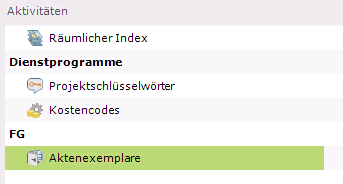 Aktivitäten
Räumlicher Index
Dienstprogramme
Projektschlüsselwörter
Kostencodes
FG
Aktenexemplare